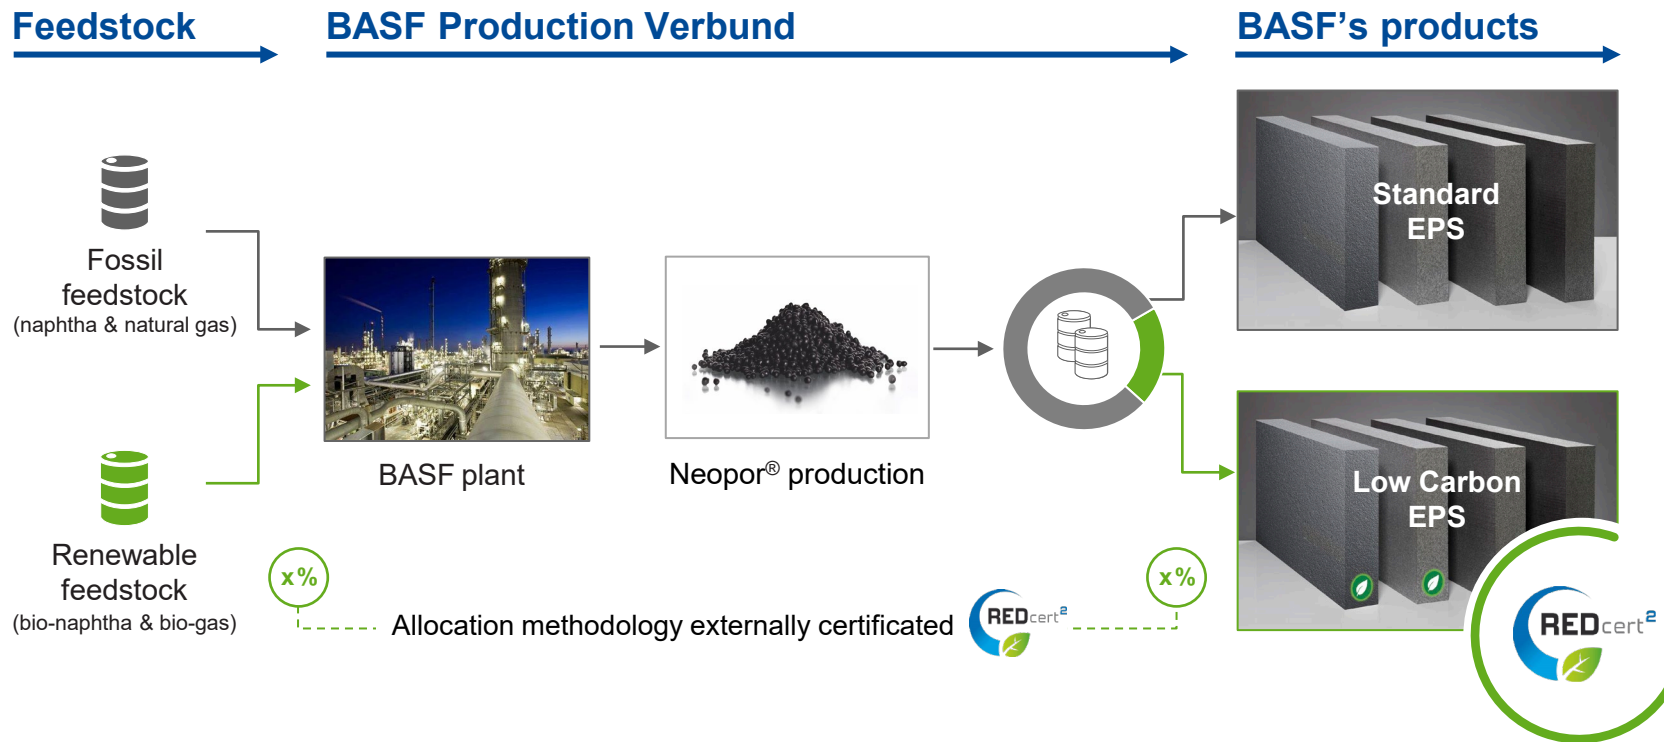 Feedstock
BASF Production Verbund
BASF's products
Fossil
feedstock
(naphtha & natural gas)
Renewable
feedstock
(bio-naphtha & bio-gas)
BASF plant
Neopor® production
Standard
EPS
Low Carbon
EPS
x%
Allocation methodology externally certificated
REDcert²
x%
REDcert²